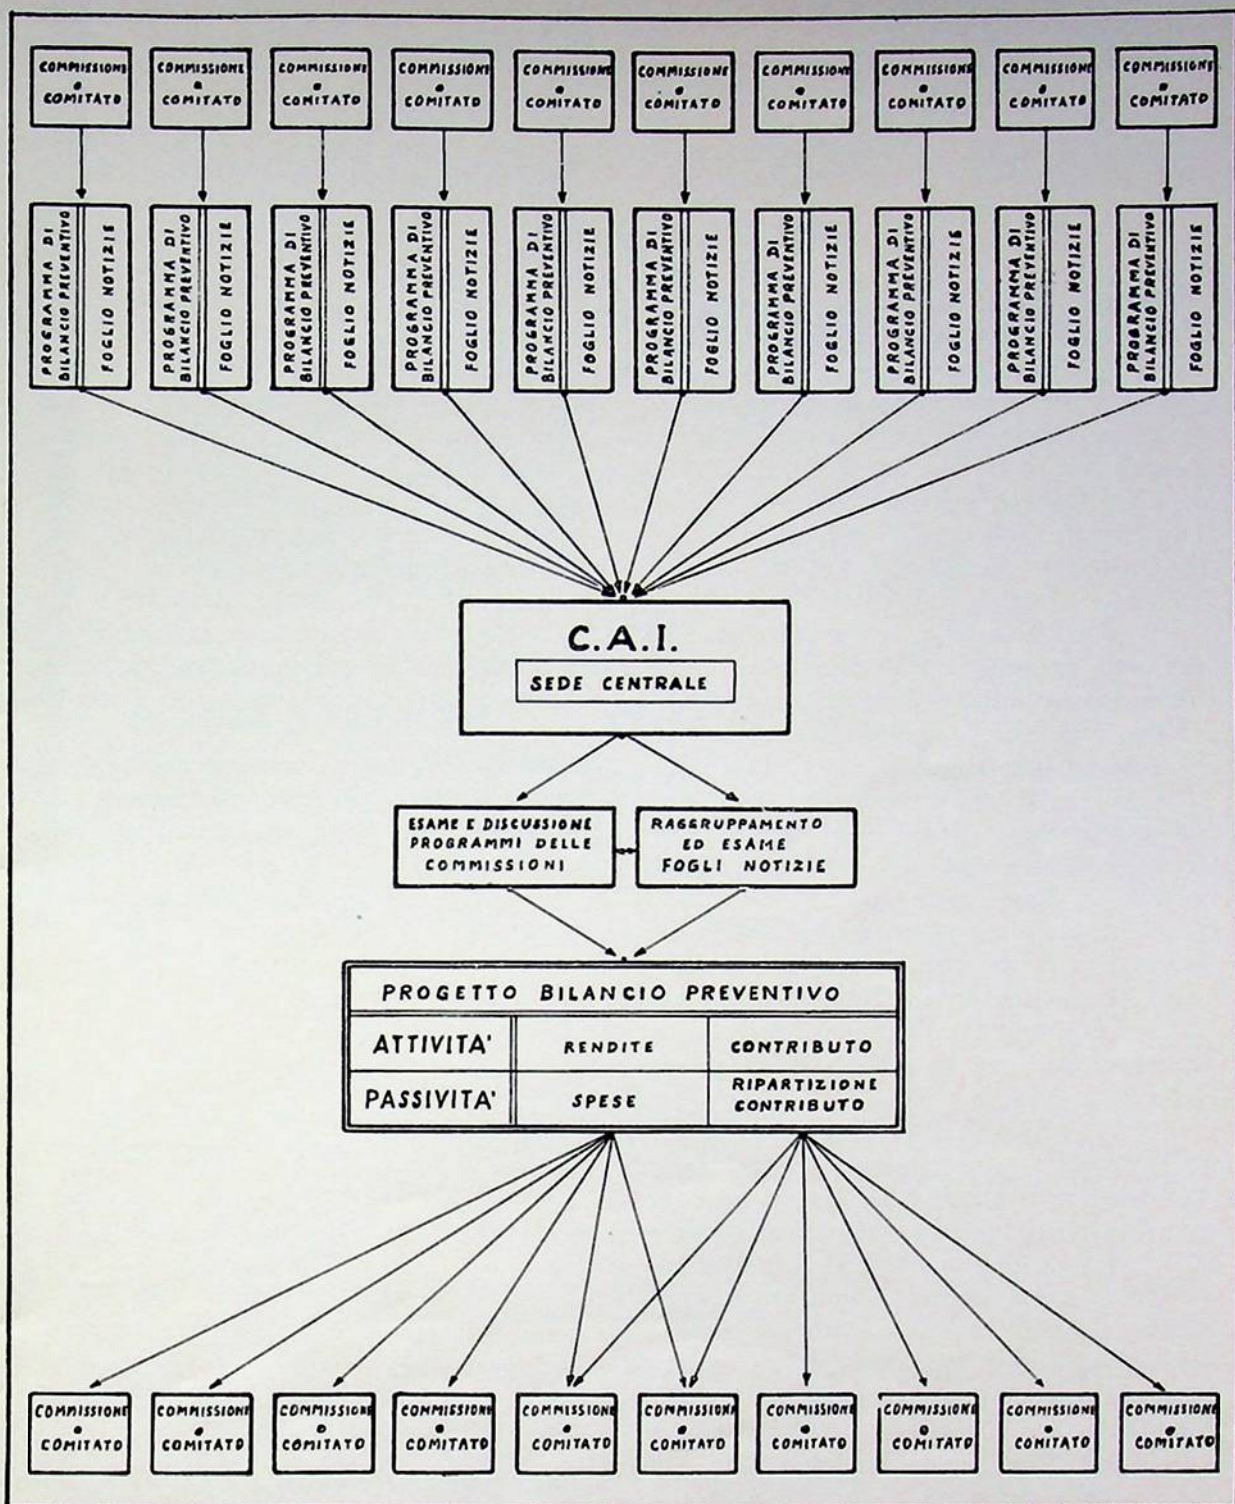 COMMISSIONE
o
COMITATO
COMMISSIONE
o
COMITATO
COMMISSIONE
o
COMITATO
COMMISSIONE
o
COMITATO
COMMISSIONE
o
COMITATO
COMMISSIONE
o
COMITATO
COMMISSIONE
o
COMITATO
COMMISSIONE
o
COMITATO
COMMISSIONE
o
COMITATO
COMMISSIONE
o
COMITATO
PROGRAMMA DI
BILANCIO PREVENTIVO
FOGLIO NOTIZIE
PROGRAMMA DI
BILANCIO PREVENTIVO
FOGLIO NOTIZIE
PROGRAMMA DI
BILANCIO PREVENTIVO
FOGLIO NOTIZIE
PROGRAMMA DI
BILANCIO PREVENTIVO
FOGLIO NOTIZIE
PROGRAMMA DI
BILANCIO PREVENTIVO
FOGLIO NOTIZIE
PROGRAMMA DI
BILANCIO PREVENTIVO
FOGLIO NOTIZIE
PROGRAMMA DI
BILANCIO PREVENTIVO
FOGLIO NOTIZIE
PROGRAMMA DI
BILANCIO PREVENTIVO
FOGLIO NOTIZIE
PROGRAMMA DI
BILANCIO PREVENTIVO
FOGLIO NOTIZIE
PROGRAMMA DI
BILANCIO PREVENTIVO
FOGLIO NOTIZIE
C.A.I.
SEDE CENTRALE
ESAME E DISCUSSIONE
PROGRAMMI DELLE
COMMISSIONI
RAGGRUPPAMENTO
ED ESAME
FOGLI NOTIZIE
PROGETTO BILANCIO PREVENTIVO
ATTIVITA' RENDITE CONTRIBUTO
PASSIVITA' SPESE RIPARTIZIONE
CONTRIBUTO
COMMISSIONE
o
COMITATO
COMMISSIONE
o
COMITATO
COMMISSIONE
o
COMITATO
COMMISSIONE
o
COMITATO
COMMISSIONE
o
COMITATO
COMMISSIONE
o
COMITATO
COMMISSIONE
o
COMITATO
COMMISSIONE
o
COMITATO
COMMISSIONE
o
COMITATO
COMMISSIONE
o
COMITATO